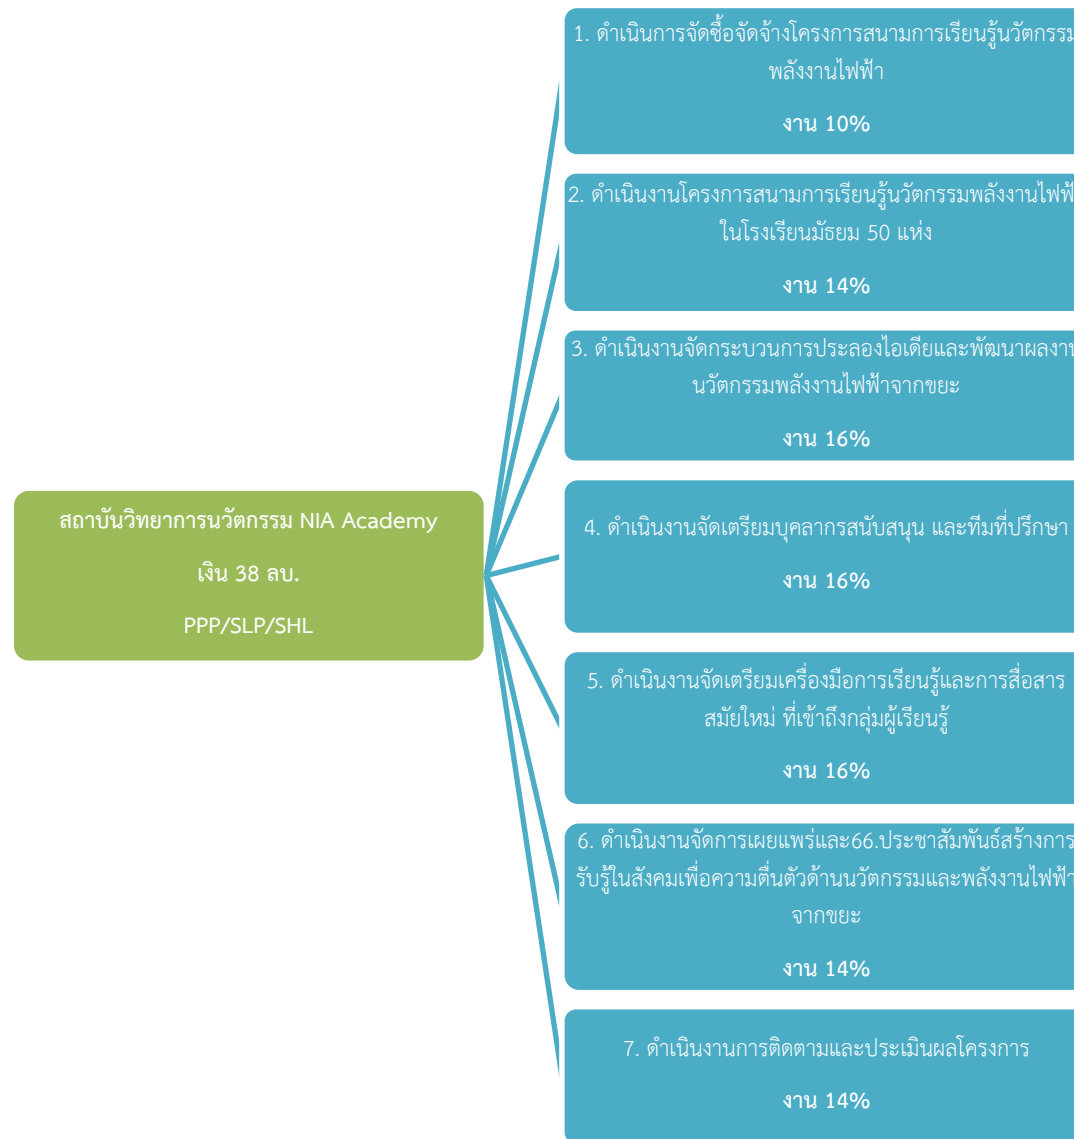 1. ดำเนินการจัดซื้อจัดจ้างโครงการสนามการเรียนรู้นวัตกรรม
พลังงานไฟฟ้า
งาน 10%
2. ดำเนินงานโครงการสนามการเรียนรู้นวัตกรรมพลังงานไฟฟ้า
ในโรงเรียนมัธยม 50 แห่ง
งาน 14%
3. ดำเนินงานจัดกระบวนการประลองไอเดียและพัฒนาผลงาน
นวัตกรรมพลังงานไฟฟ้าจากขยะ
งาน 16%
สถาบันวิทยาการนวัตกรรม NIA Academy
เงิน 38 ลบ.
PPP/SLP/SHL
4. ดำเนินงานจัดเตรียมบุคลากรสนับสนุน และทีมที่ปรึกษา
งาน 16%
5. ดำเนินงานจัดเตรียมเครื่องมือการเรียนรู้และการสื่อสาร
สมัยใหม่ ที่เข้าถึงกลุ่มผู้เรียนรู้
งาน 16%
6. ดำเนินงานจัดการเผยแพร่และ66.ประชาสัมพันธ์สร้างการ
รับรู้ในสังคมเพื่อความตื่นตัวด้านนวัตกรรมและพลังงานไฟฟ้า
จากขยะ
งาน 14%
7. ดำเนินงานการติดตามและประเมินผลโครงการ
งาน 14%